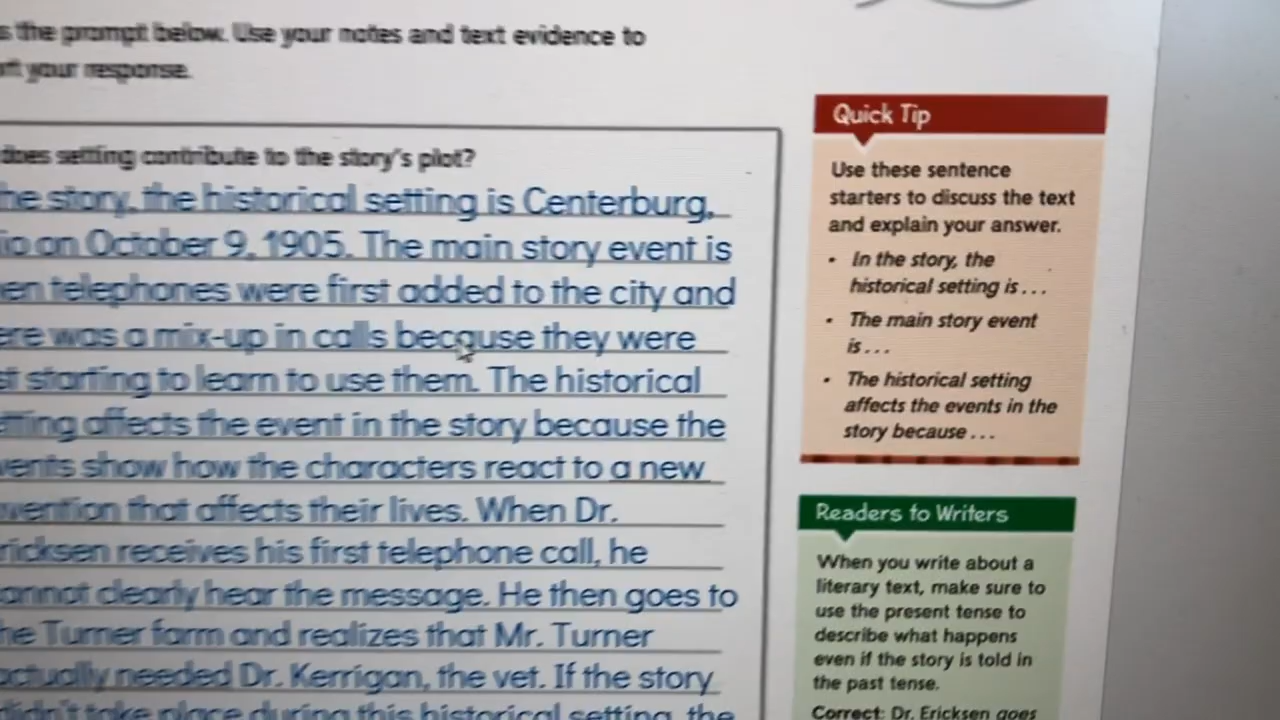 the prompt below. Use your notes and text evidence to
your response.
does setting contribute to the story's plot?
the story, the historical setting is Centerburg,
on October 9, 1905. The main story event is
telephones were first added to the city and
was a mix-up in calls because they were
starting to learn to use them. The historical
affects the event in the story because the
show how the characters react to a new
that affects their lives. When Dr.
receives his first telephone call, he
clearly hear the message. He then goes to
Turner farm and realizes that Mr. Turner
actually needed Dr. Kerrigan, the vet. If the story
didn't take place during this historical setting, the
Quick Tip
Use these sentence
starters to discuss the text
and explain your answer.
• In the story, the
historical setting is...
• The main story event
is...
• The historical setting
affects the events in the
story because...
Readers to Writers
When you write about a
literary text, make sure to
use the present tense to
describe what happens
even if the story is told in
the past tense.
Correct: Dr. Ericksen goes